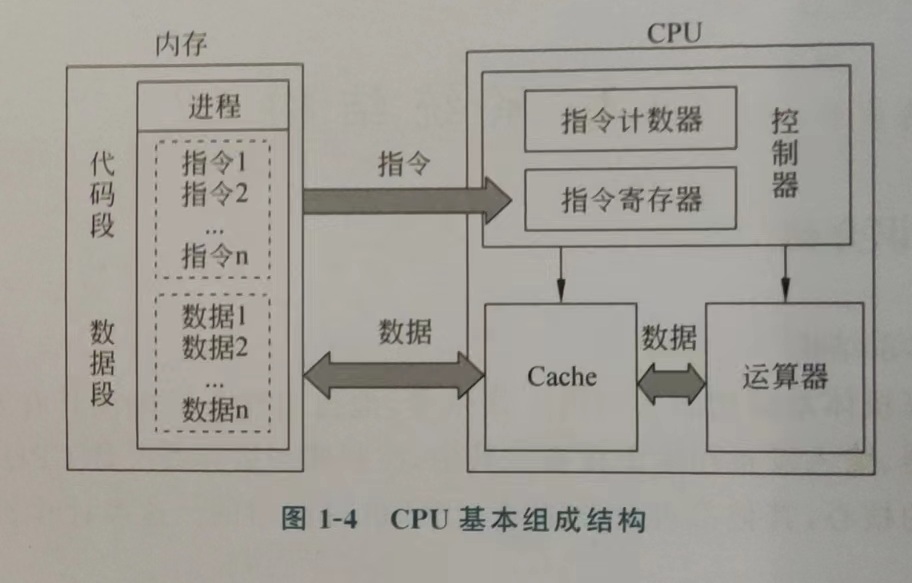 内存
CPU
进程
代码段
指令1
指令2
...
指令n
数据段
数据1
数据2
...
数据n
指令
数据
指令计数器
指令寄存器
控制器
Cache
数据
运算器
图 1-4 CPU 基本组成结构